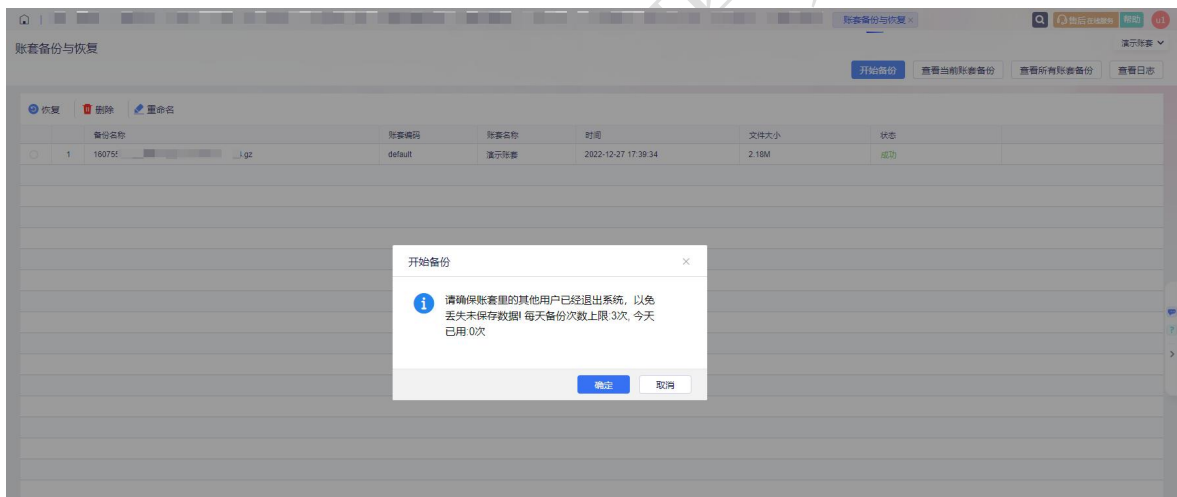 账套备份与恢复 ×
售后在线服务 帮助 u1
账套备份与恢复
演示账套
开始备份 查看当前账套备份 查看所有账套备份 查看日志
恢复 删除 重命名
备份名称 账套编码 账套名称 时间 文件大小 状态
1 default 演示账套 2022-12-27 17:39:34 2.18M 成功
开始备份 ×
请确保账套里的其他用户已经退出系统，以免
丢失未保存数据! 每天备份次数上限:3次, 今天
已用:0次
确定 取消